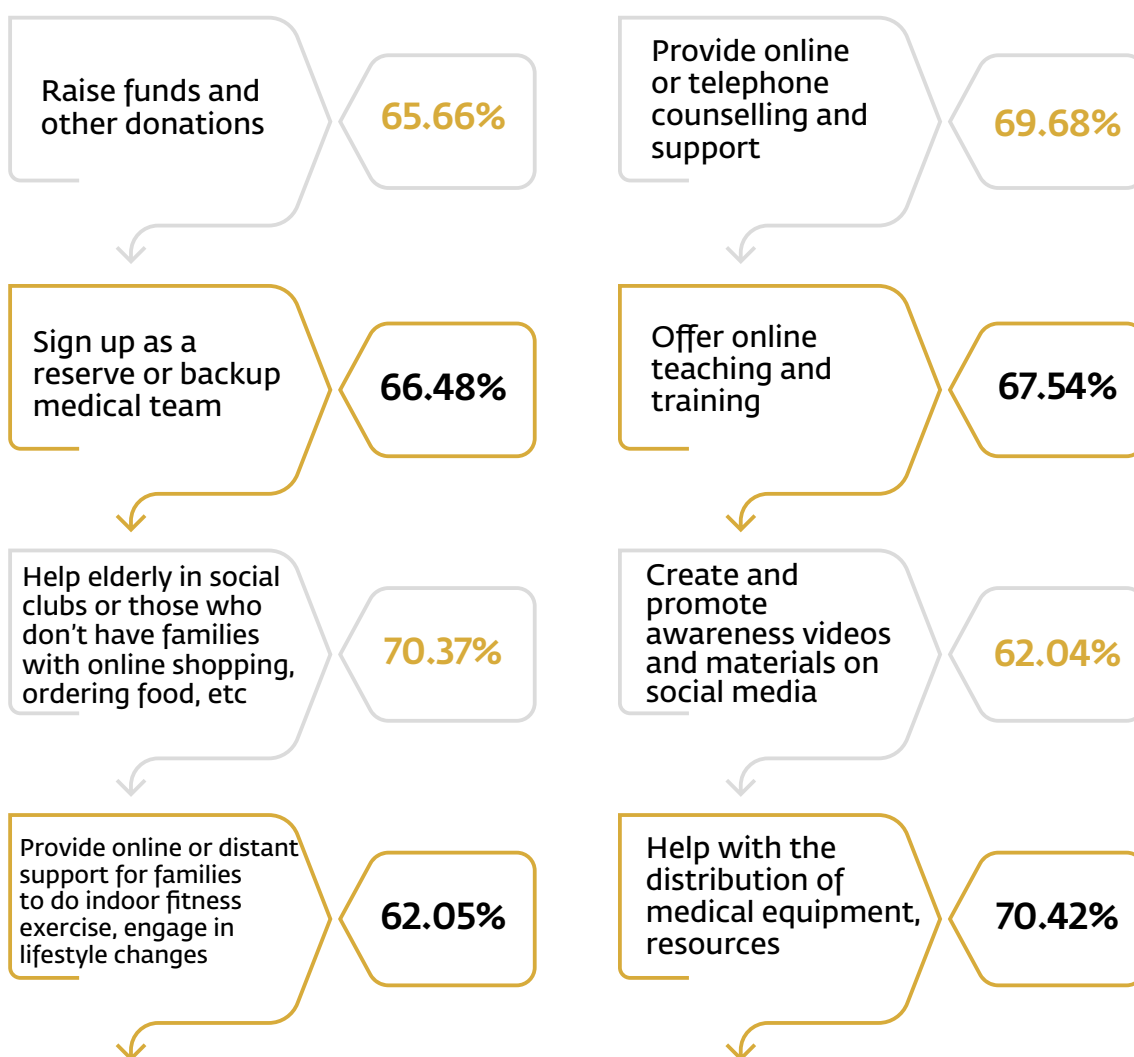 Raise funds and
other donations
65.66%
Provide online
or telephone
counselling and
support
69.68%
Sign up as a
reserve or backup
medical team
66.48%
Offer online
teaching and
training
67.54%
Help elderly in social
clubs or those who
don't have families
with online shopping,
ordering food, etc
70.37%
Create and
promote
awareness videos
and materials on
social media
62.04%
Provide online or distant
support for families
to do indoor fitness
exercise, engage in
lifestyle changes
62.05%
Help with the
distribution of
medical equipment,
resources
70.42%